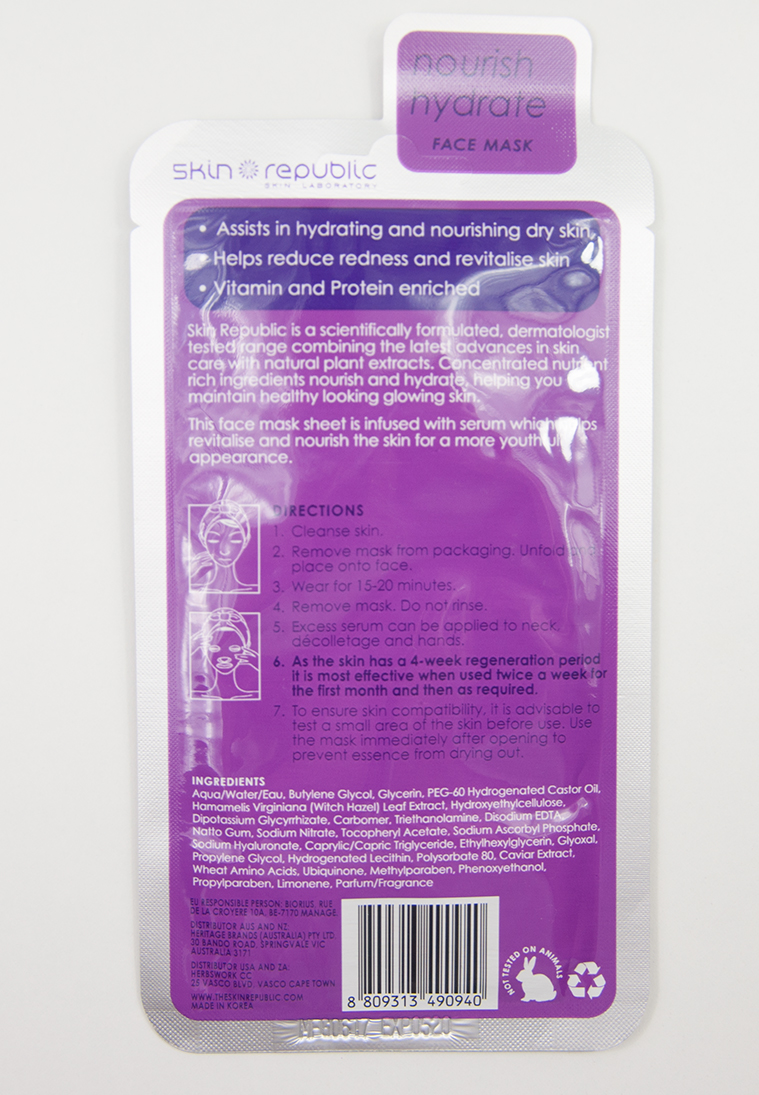 nourish
hydrate
FACE MASK
skin republic
SKIN LABORATORY
• Assists in hydrating and nourishing dry skin
• Helps reduce redness and revitalise skin
• Vitamin and Protein enriched
Skin Republic is a scientifically formulated, dermatologist
tested range combining the latest advances in skin
care with natural plant extracts. Concentrated nutrient
rich ingredients nourish and hydrate, helping you
maintain healthy looking glowing skin.
This face mask sheet is infused with serum which helps
revitalise and nourish the skin for a more youthful
appearance.
DIRECTIONS
1. Cleanse skin.
2. Remove mask from packaging. Unfold
place onto face.
3. Wear for 15-20 minutes.
4. Remove mask. Do not rinse.
5. Excess serum can be applied to neck,
décolletage and hands.
6. As the skin has a 4-week regeneration period
it is most effective when used twice a week for
the first month and then as required.
7. To ensure skin compatibility, it is advisable to
test a small area of the skin before use. Use
the mask immediately after opening to
prevent essence from drying out.
INGREDIENTS
Aqua/Water/Eau, Butylene Glycol, Glycerin, PEG-60 Hydrogenated Castor Oil,
Hamamelis Virginiana (Witch Hazel) Leaf Extract, Hydroxyethylcellulose,
Dipotassium Glycyrrhizate, Carbomer, Triethanolamine, Disodium EDTA,
Natto Gum, Sodium Nitrate, Tocopheryl Acetate, Sodium Ascorbyl Phosphate,
Sodium Hyaluronate, Caprylic/Capric Triglyceride, Ethylhexylglycerin, Glyoxal,
Propylene Glycol, Hydrogenated Lecithin, Polysorbate 80, Caviar Extract,
Wheat Amino Acids, Ubiquinone, Methylparaben, Phenoxyethanol,
Propylparaben, Limonene, Parfum/Fragrance
EU RESPONSIBLE PERSON: BIORIUS, RUE
DE LA CROYERE 10A, BE-7170 MANAGE.
DISTRIBUTOR AUS AND NZ:
HERITAGE BRANDS (AUSTRALIA) PTY LTD
30 BANDO ROAD, SPRINGVALE VIC
AUSTRALIA 3171
DISTRIBUTOR USA AND ZA:
HERBSWORK CC
25 VASCO BLVD, VASCO CAPE TOWN
WWW.THESKINREPUBLIC.COM
MADE IN KOREA
8 809313 490940
NOT TESTED ON ANIMALS
EXP0520